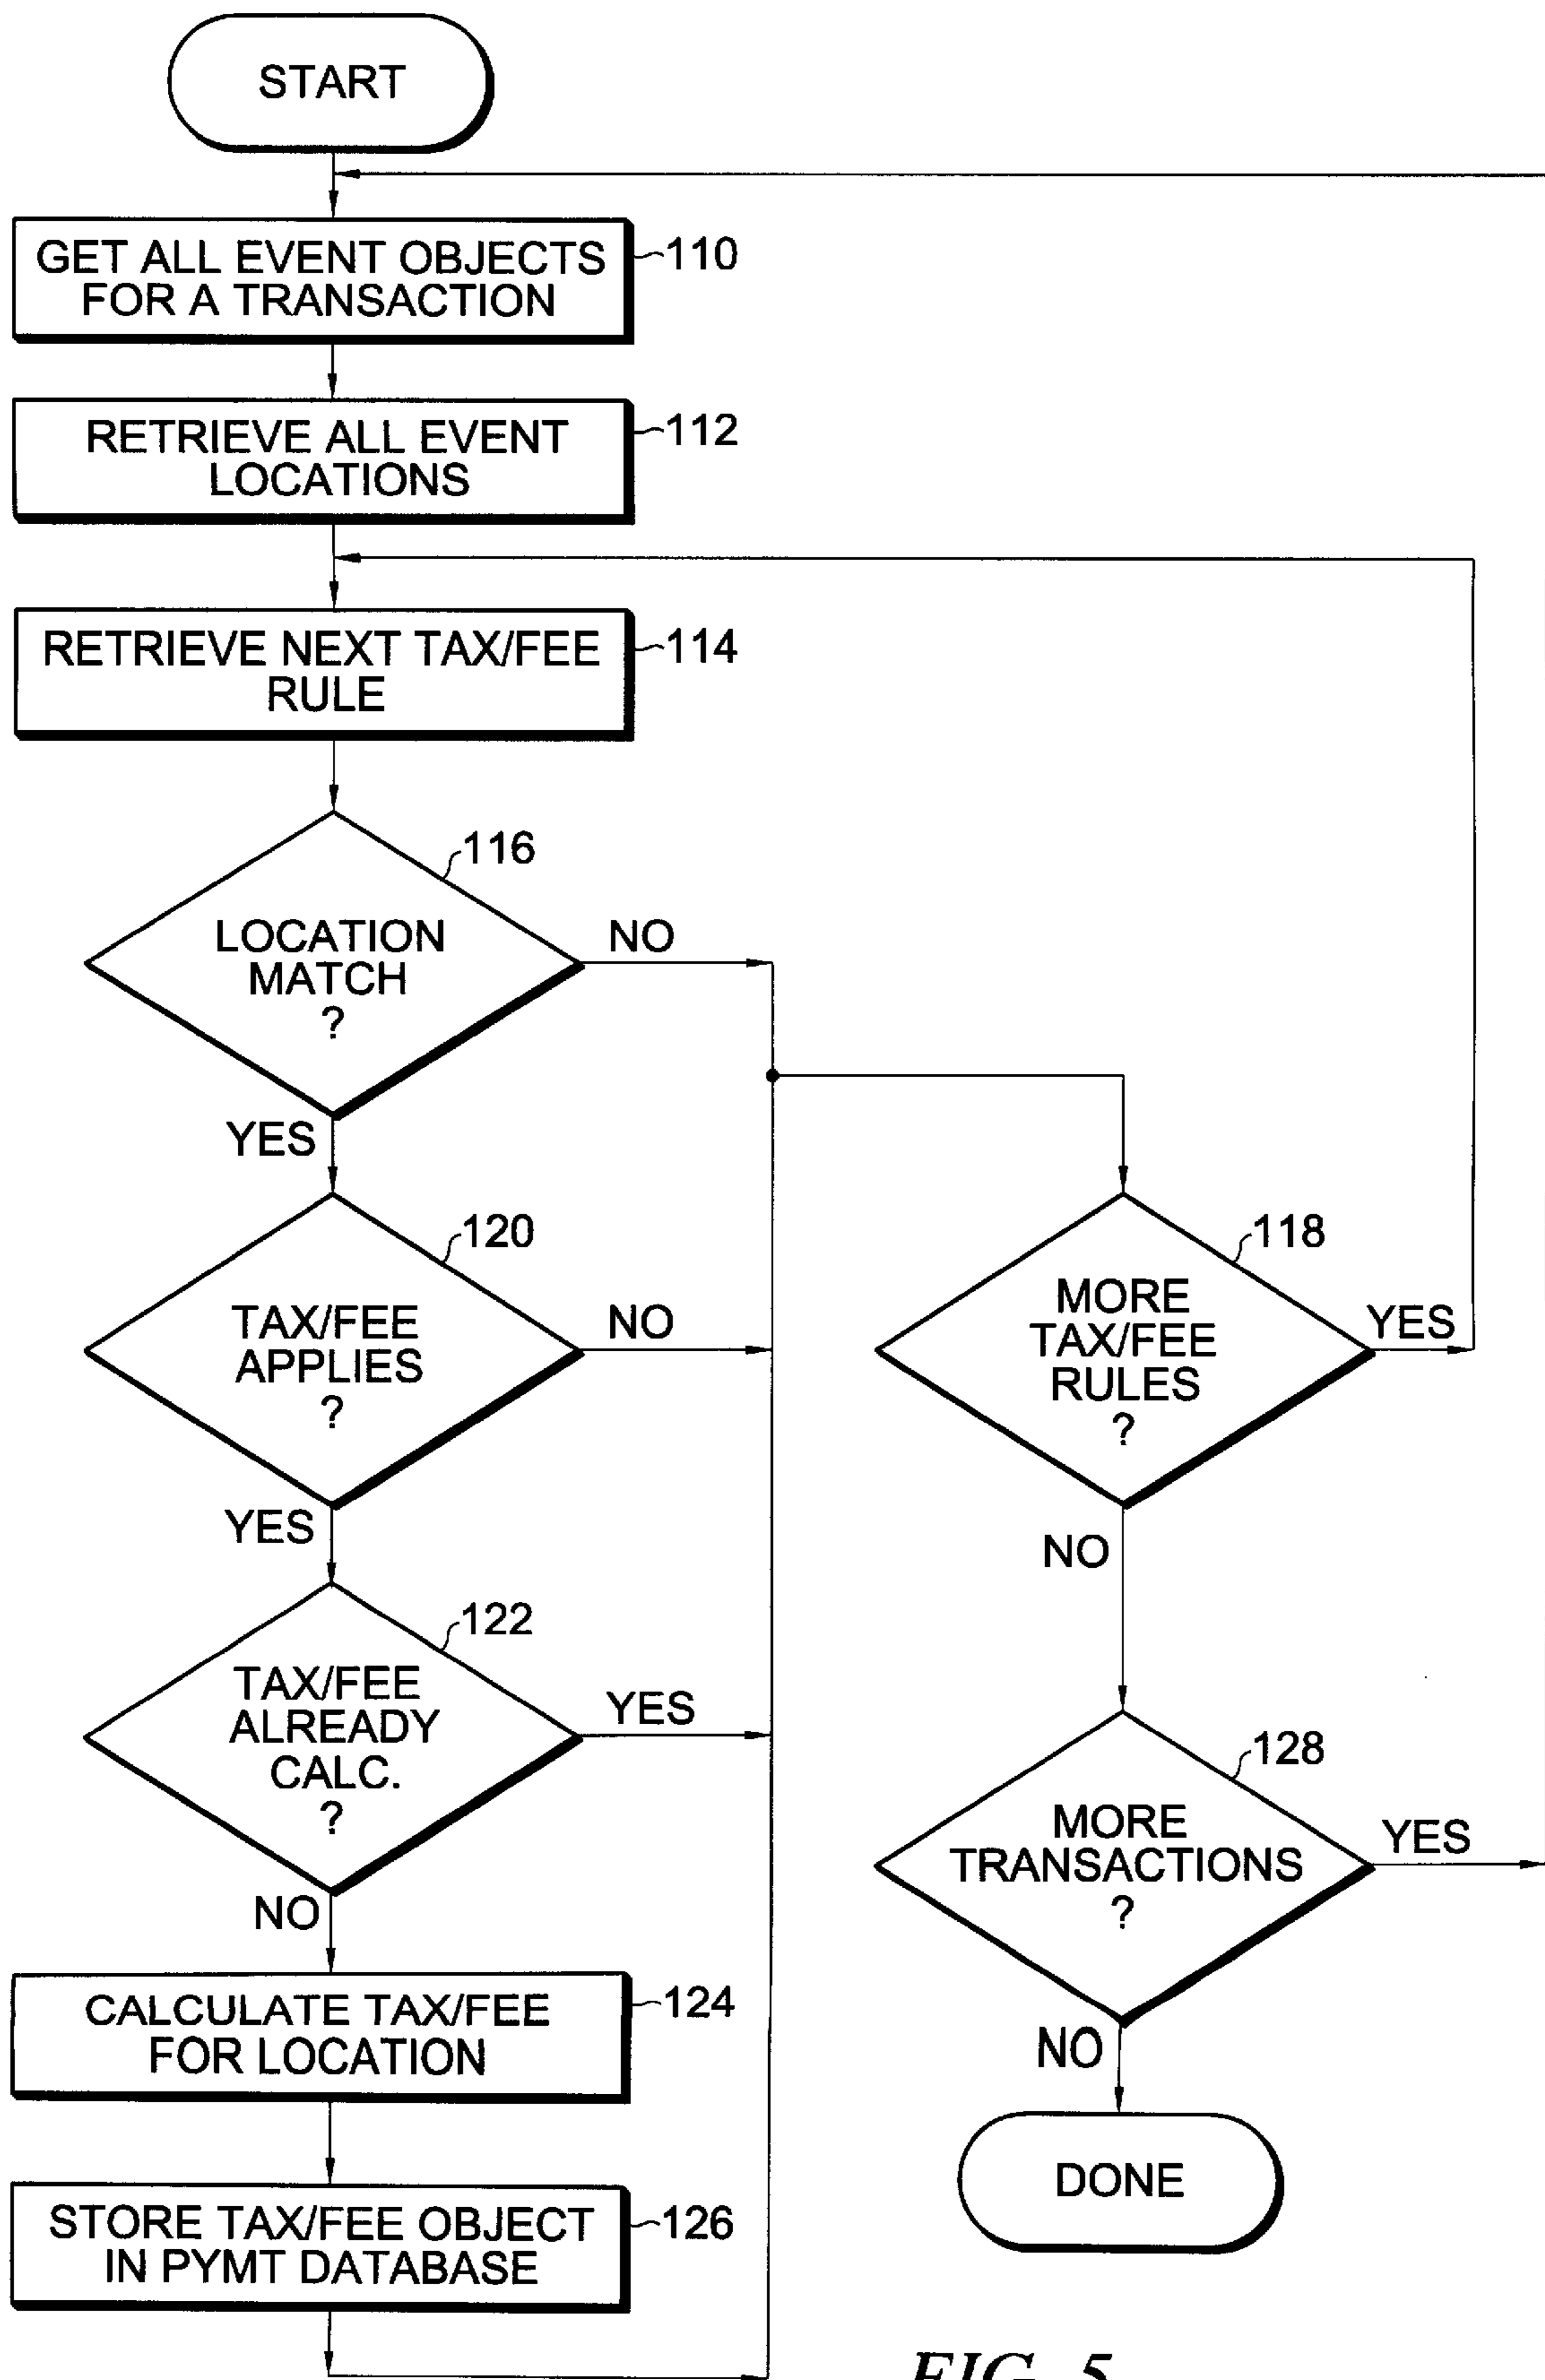 START
GET ALL EVENT OBJECTS
FOR A TRANSACTION
110
RETRIEVE ALL EVENT
LOCATIONS
112
RETRIEVE NEXT TAX/FEE
RULE
114
116
LOCATION
MATCH
?
NO
YES
120
TAX/FEE
APPLIES
?
NO
YES
118
MORE
TAX/FEE
RULES
?
YES
NO
122
TAX/FEE
ALREADY
CALC.
?
YES
NO
128
MORE
TRANSACTIONS
?
YES
NO
CALCULATE TAX/FEE
FOR LOCATION
124
STORE TAX/FEE OBJECT
IN PYMT DATABASE
126
DONE
FIG. 5